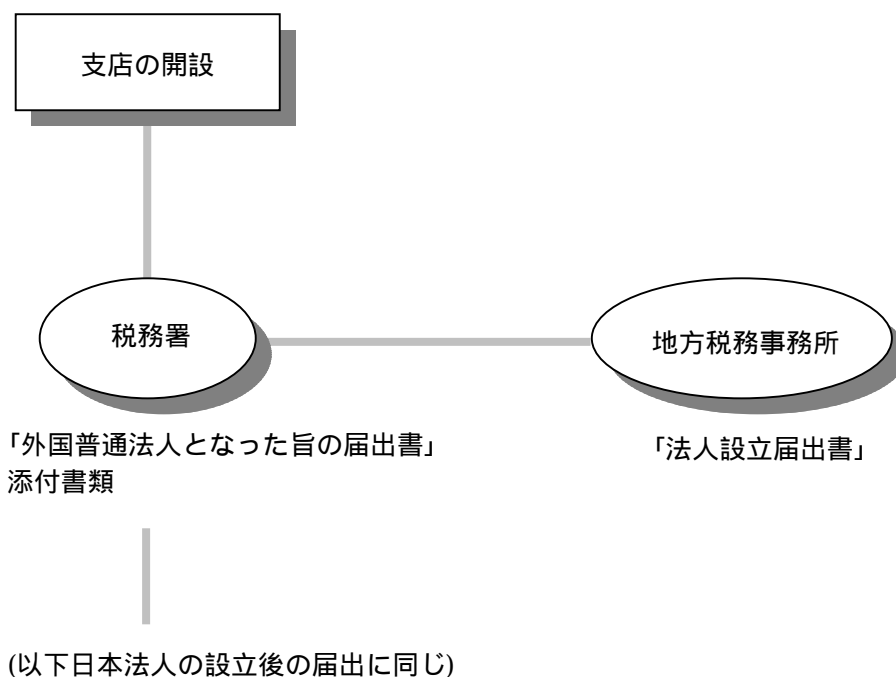 支店の開設
税務署
地方税務事務所
「外国普通法人となった旨の届出書」
添付書類
「法人設立届出書」
(以下日本法人の設立後の届出に同じ)